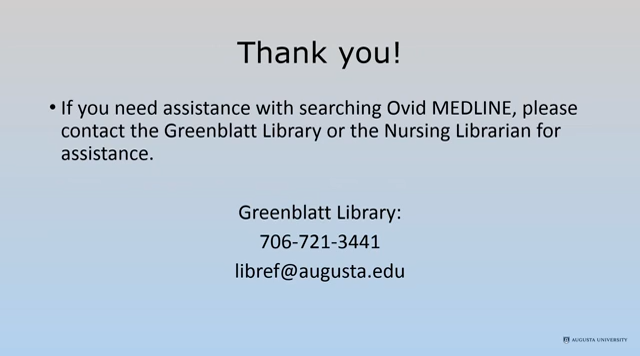 Thank you!
• If you need assistance with searching Ovid MEDLINE, please
contact the Greenblatt Library or the Nursing Librarian for
assistance.
Greenblatt Library:
706-721-3441
libref@augusta.edu
AUGUSTA UNIVERSITY